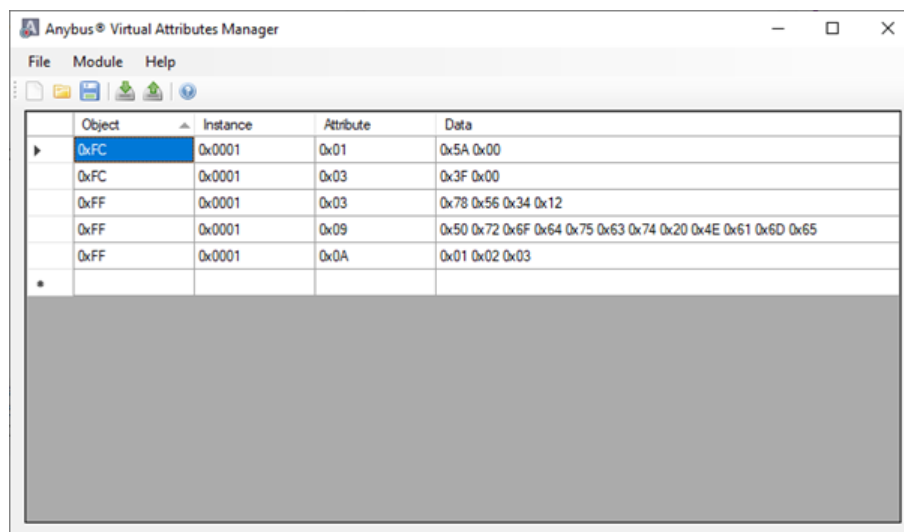 Anybus® Virtual Attributes Manager
File Module Help
Object Instance Attribute Data
0xFC 0x0001 0x01 0x5A 0x00
0xFC 0x0001 0x03 0x3F 0x00
0xFF 0x0001 0x03 0x78 0x56 0x34 0x12
0xFF 0x0001 0x09 0x50 0x72 0x6F 0x64 0x75 0x63 0x74 0x20 0x4E 0x61 0x6D 0x65
0xFF 0x0001 0x0A 0x01 0x02 0x03